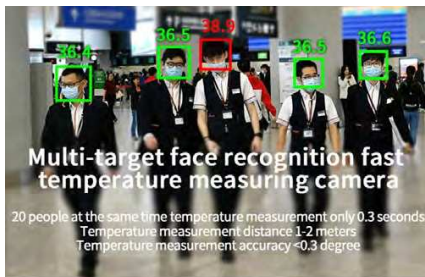 36.4
36.5
38.9
36.5
36.6
Multi-target face recognition fast
temperature measuring camera
20 people at the same time temperature measurement only 0.3 seconds
Temperature measurement distance 1-2 meters
Temperature measurement accuracy <0.3 degree